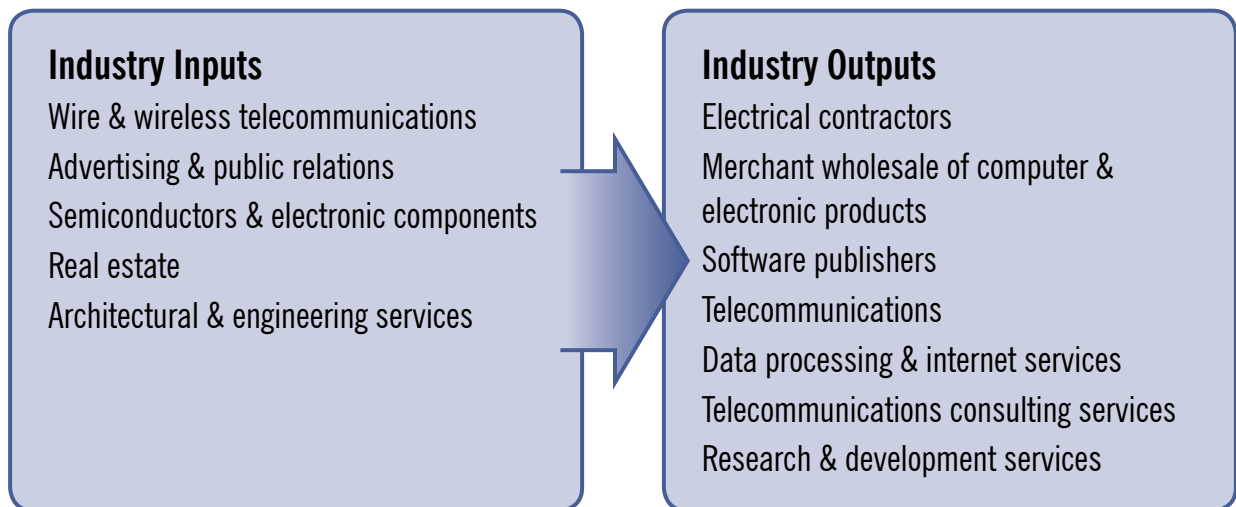 Industry Inputs
Wire & wireless telecommunications
Advertising & public relations
Semiconductors & electronic components
Real estate
Architectural & engineering services
Industry Outputs
Electrical contractors
Merchant wholesale of computer &
electronic products
Software publishers
Telecommunications
Data processing & internet services
Telecommunications consulting services
Research & development services